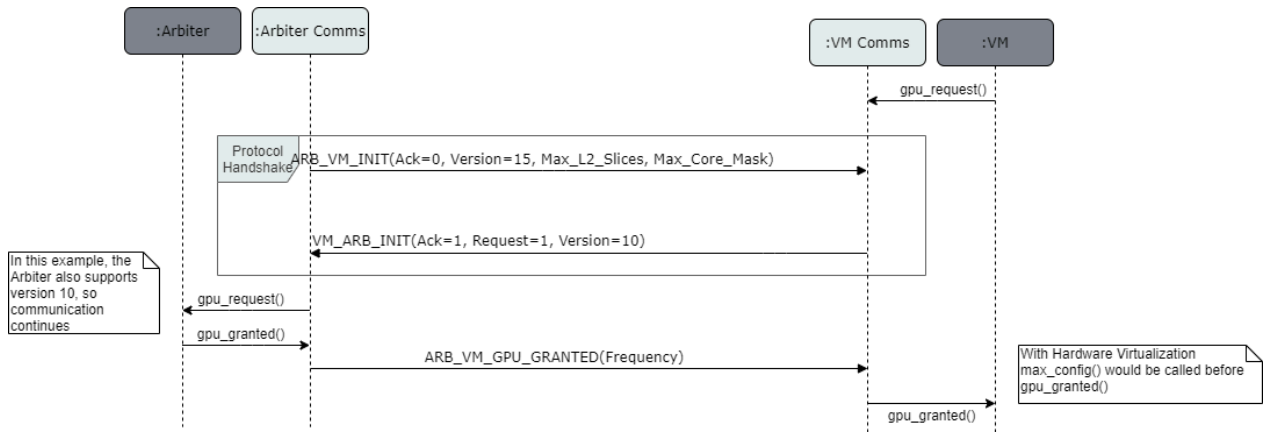 :Arbiter
:Arbiter Comms
:VM Comms
:VM
gpu_request()
Protocol
Handshake
ARB_VM_INIT(Ack=0, Version=15, Max_L2_Slices, Max_Core_Mask)
VM_ARB_INIT(Ack=1, Request=1, Version=10)
In this example, the
Arbiter also supports
version 10, so
communication
continues
gpu_request()
gpu_granted()
ARB_VM_GPU_GRANTED(Frequency)
With Hardware Virtualization
max_config() would be called before
gpu_granted()
gpu_granted()